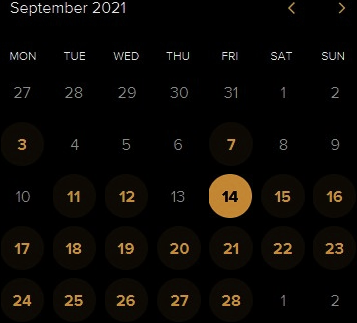 September 2021
MON TUE WED THU FRI SAT SUN
27 28 29 30 31 1 2
3 4 5 6 7 8 9
10 11 12 13 14 15 16
17 18 19 20 21 22 23
24 25 26 27 28 1 2